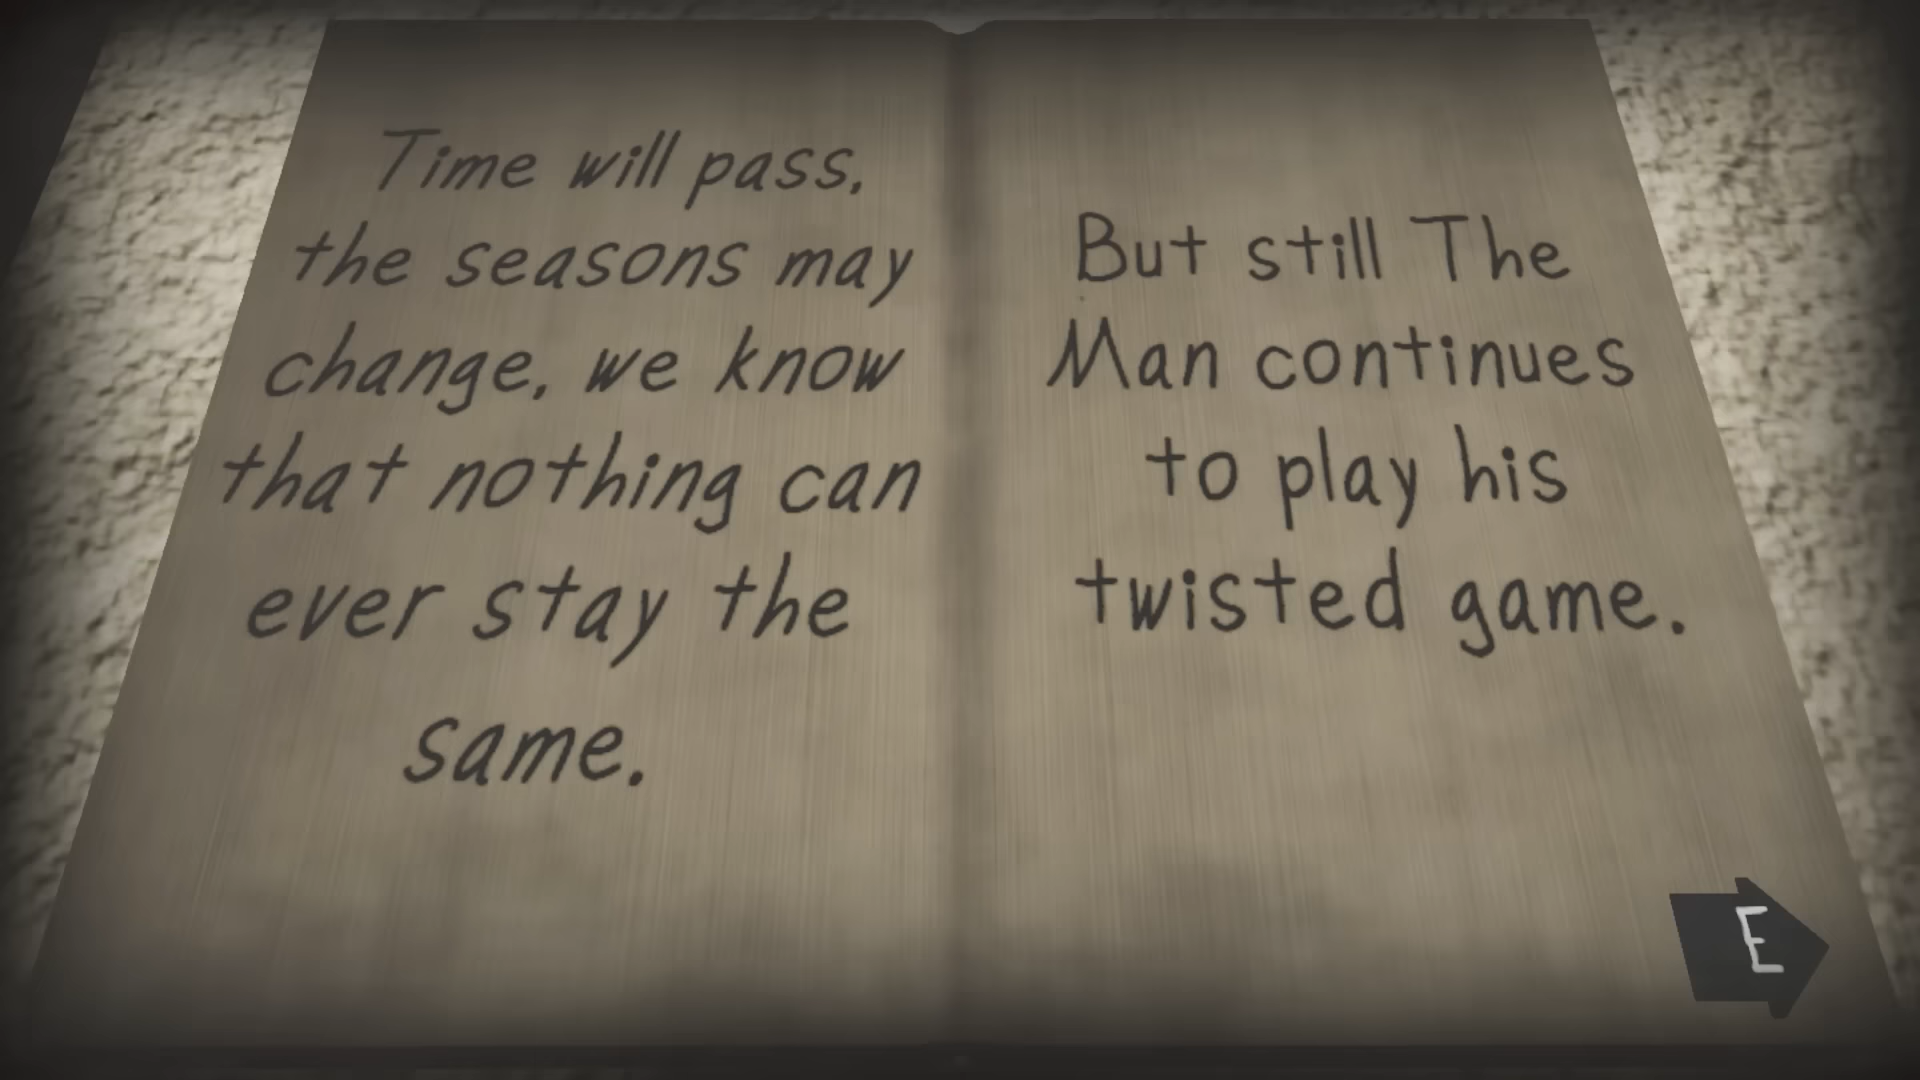 Time will pass,
the seasons may
change, we know
that nothing can
ever stay the
same.
But still The
Man continues
to play his
twisted game.
E